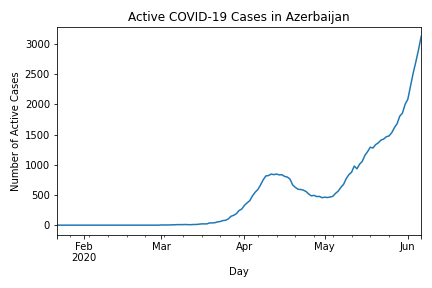 Active COVID-19 Cases in Azerbaijan
3000
2500
2000
1500
1000
500
0
Number of Active Cases
Feb
2020
Mar
Apr
May
Jun
Day